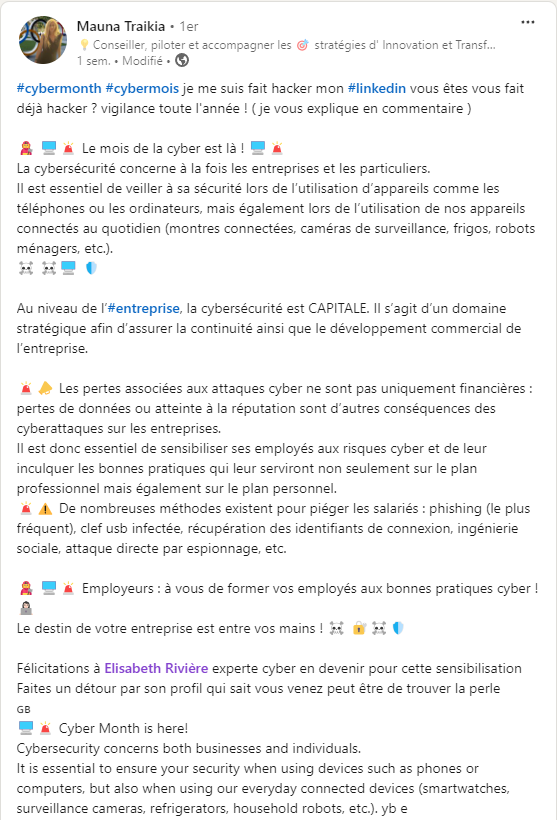 Mauna Traikia • 1er
💡Conseiller, piloter et accompagner les 🎯 stratégies d' Innovation et Transf...
1 sem. • Modifié •
#cybermonth #cybermois je me suis fait hacker mon #linkedin vous êtes vous fait
déjà hacker ? vigilance toute l'année ! ( je vous explique en commentaire )
👩‍🎤 🖥️ 🚨 Le mois de la cyber est là ! 🖥️ 🚨
La cybersécurité concerne à la fois les entreprises et les particuliers.
Il est essentiel de veiller à sa sécurité lors de l’utilisation d’appareils comme les
téléphones ou les ordinateurs, mais également lors de l’utilisation de nos appareils
connectés au quotidien (montres connectées, caméras de surveillance, frigos, robots
ménagers, etc.).
☠️ ☠️ 🖥️ 🛡️
Au niveau de l’#entreprise, la cybersécurité est CAPITALE. Il s’agit d’un domaine
stratégique afin d’assurer la continuité ainsi que le développement commercial de
l’entreprise.
🚨 📣 Les pertes associées aux attaques cyber ne sont pas uniquement financières :
pertes de données ou atteinte à la réputation sont d’autres conséquences des
cyberattaques sur les entreprises.
Il est donc essentiel de sensibiliser ses employés aux risques cyber et de leur
inculquer les bonnes pratiques qui leur serviront non seulement sur le plan
professionnel mais également sur le plan personnel.
🚨 ⚠️ De nombreuses méthodes existent pour piéger les salariés : phishing (le plus
fréquent), clef usb infectée, récupération des identifiants de connexion, ingénierie
sociale, attaque directe par espionnage, etc.
👩‍🎤 🖥️ 🚨 Employeurs : à vous de former vos employés aux bonnes pratiques cyber !
👩🏻‍💻
Le destin de votre entreprise est entre vos mains ! ☠️ 🔐 ☠️ 🛡️
Félicitations à Elisabeth Rivière experte cyber en devenir pour cette sensibilisation
Faites un détour par son profil qui sait vous venez peut être de trouver la perle
GB
🖥️ 🚨 Cyber Month is here!
Cybersecurity concerns both businesses and individuals.
It is essential to ensure your security when using devices such as phones or
computers, but also when using our everyday connected devices (smartwatches,
surveillance cameras, refrigerators, household robots, etc.). yb e